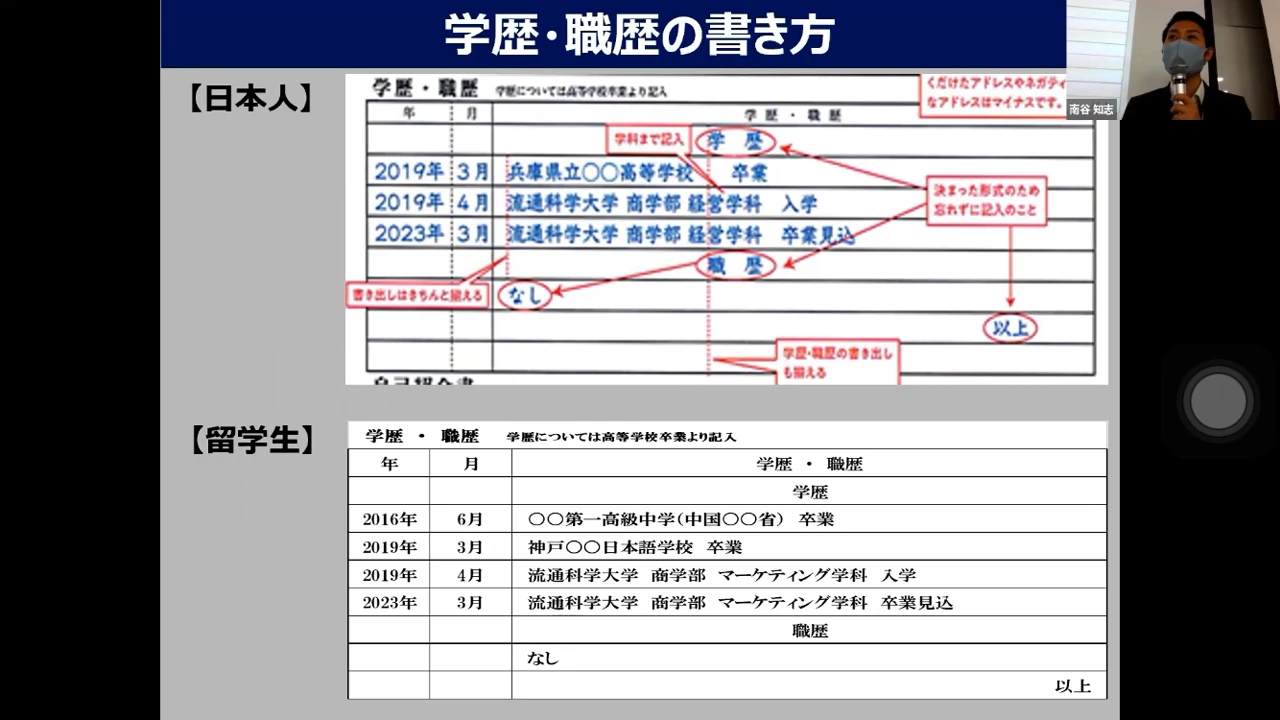 学歴・職歴の書き方
【日本人】
学歴・職歴 学歴については高等学校卒業より記入
くだけたアドレスやネガティ
なアドレスはマイナスです。
南谷 知志
年 月 学歴・職歴
学科まで記入 学 歴
2019年 3月 兵庫県立〇〇高等学校 卒業
決まった形式のため
忘れずに記入のこと
2019年 4月 流通科学大学 商学部 経営学科 入学
2023年 3月 流通科学大学 商学部 経営学科 卒業見込
職 歴
書き出しはきちんと揃える なし
以上
学歴・職歴の書き出し
も揃える
【留学生】
学歴 ・ 職歴 学歴については高等学校卒業より記入
年 月 学歴 ・ 職歴
学歴
2016年 6月 〇〇第一高級中学(中国〇〇省) 卒業
2019年 3月 神戸〇〇日本語学校 卒業
2019年 4月 流通科学大学 商学部 マーケティング学科 入学
2023年 3月 流通科学大学 商学部 マーケティング学科 卒業見込
職歴
なし
以上